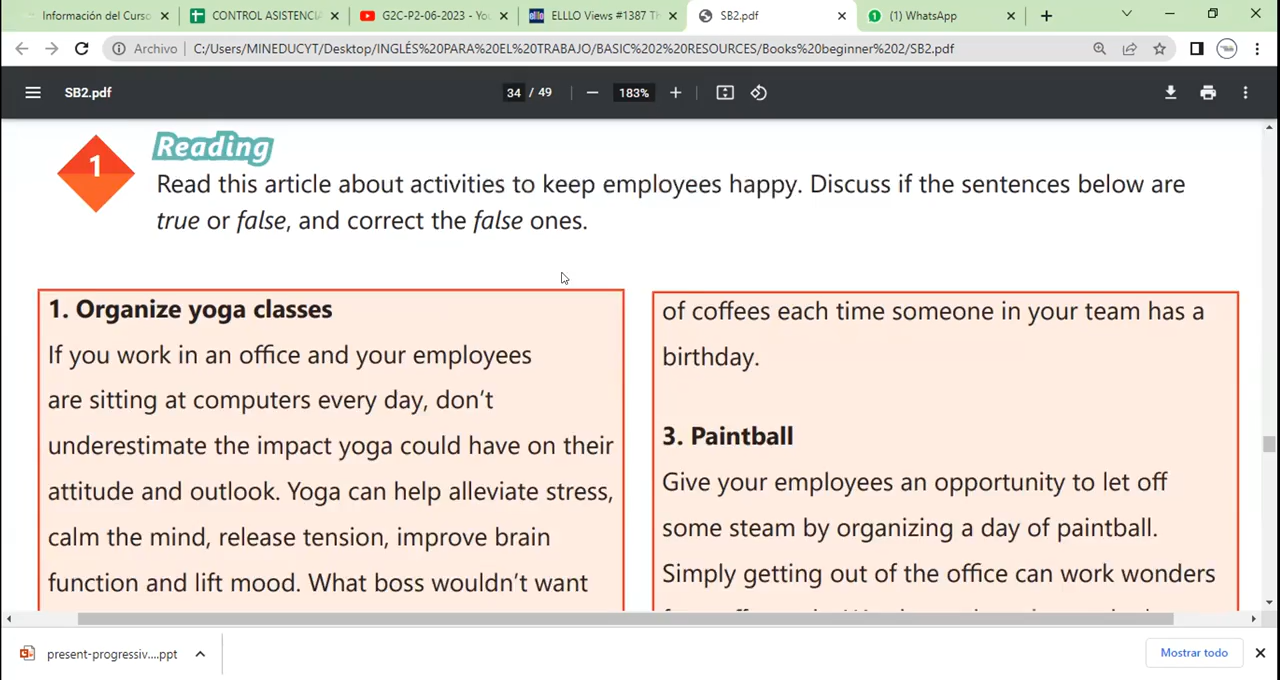 Información del Curso
CONTROL ASISTENCIA
G2C-P2-06-2023 - You
ELLLO Views #1387 Th
SB2.pdf
(1) WhatsApp
Archivo
C:/Users/MINEDUCYT/Desktop/INGLÉS%20PARA%20EL%20TRABAJO/BASIC%202%20RESOURCES/Books%20beginner%202/SB2.pdf
SB2.pdf
34 / 49
183%
1
Reading
Read this article about activities to keep employees happy. Discuss if the sentences below are
true or false, and correct the false ones.
1. Organize yoga classes
If you work in an office and your employees
are sitting at computers every day, don't
underestimate the impact yoga could have on their
attitude and outlook. Yoga can help alleviate stress,
calm the mind, release tension, improve brain
function and lift mood. What boss wouldn't want
of coffees each time someone in your team has a
birthday.
3. Paintball
Give your employees an opportunity to let off
some steam by organizing a day of paintball.
Simply getting out of the office can work wonders
present-progressiv....ppt
Mostrar todo